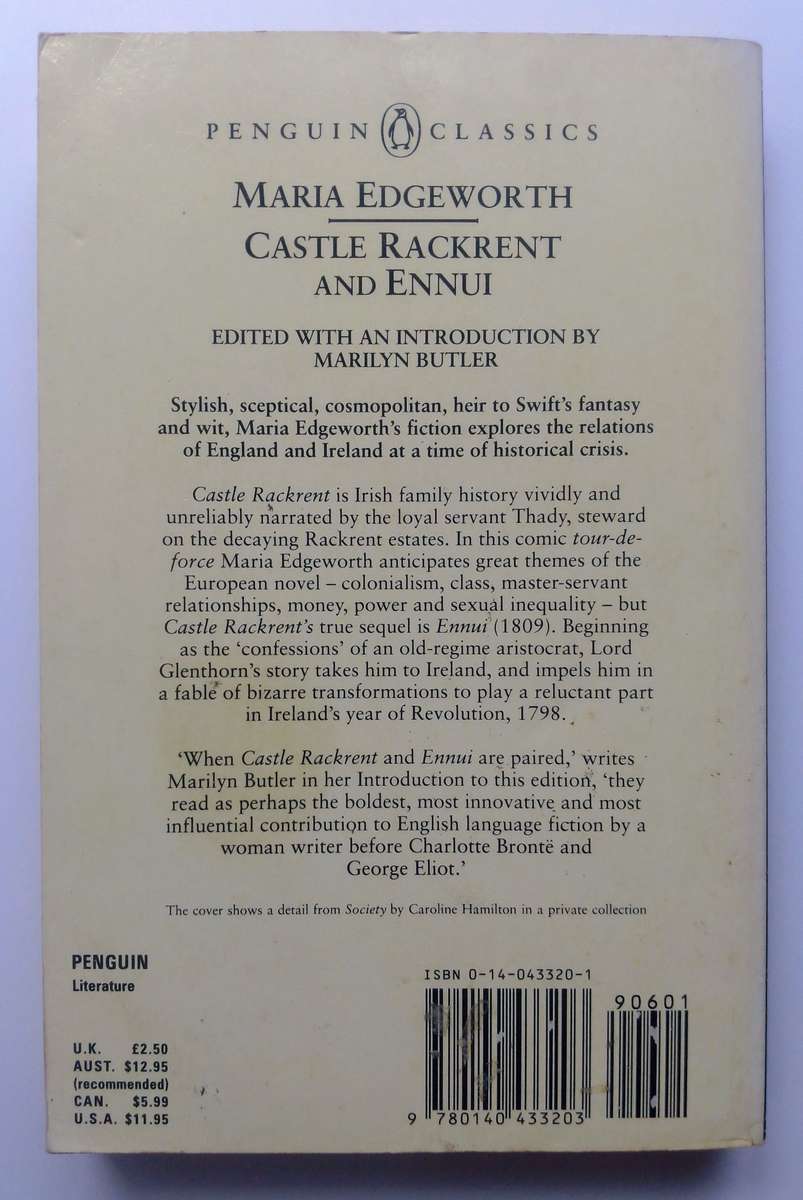 PENGUIN CLASSICS
MARIA EDGEWORTH
CASTLE RACKRENT
AND ENNUI
EDITED WITH AN INTRODUCTION BY
MARILYN BUTLER
Stylish, sceptical, cosmopolitan, heir to Swift's fantasy
and wit, Maria Edgeworth's fiction explores the relations
of England and Ireland at a time of historical crisis.
Castle Rackrent is Irish family history vividly and
unreliably narrated by the loyal servant Thady, steward
on the decaying Rackrent estates. In this comic tour-de-
force Maria Edgeworth anticipates great themes of the
European novel – colonialism, class, master-servant
relationships, money, power and sexual inequality – but
Castle Rackrent's true sequel is Ennui (1809). Beginning
as the 'confessions' of an old-regime aristocrat, Lord
Glenthorn's story takes him to Ireland, and impels him in
a fable of bizarre transformations to play a reluctant part
in Ireland's year of Revolution, 1798.
'When Castle Rackrent and Ennui are paired,' writes
Marilyn Butler in her Introduction to this edition, 'they
read as perhaps the boldest, most innovative and most
influential contribution to English language fiction by a
woman writer before Charlotte Brontë and
George Eliot.'
The cover shows a detail from Society by Caroline Hamilton in a private collection
PENGUIN
Literature
U.K. £2.50
AUST. $12.95
(recommended)
CAN. $5.99
U.S.A. $11.95
ISBN 0-14-043320-1
90601
9 780140 433203